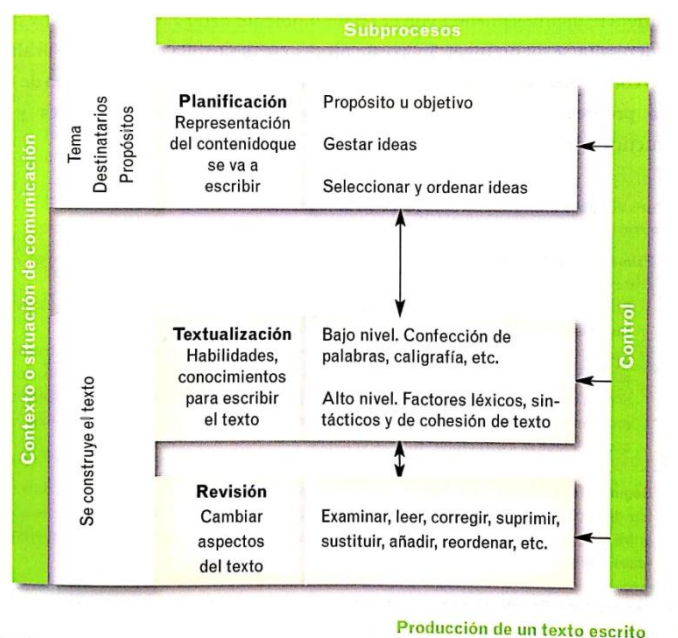 Subprocesos
Contexto o situación de comunicación
Tema
Destinatarios
Propósitos
Planificación
Representación
del contenidoque
se va a
escribir
Propósito u objetivo
Gestar ideas
Seleccionar y ordenar ideas
Control
Se construye el texto
Textualización
Habilidades,
conocimientos
para escribir
el texto
Bajo nivel. Confección de
palabras, caligrafía, etc.
Alto nivel. Factores léxicos, sin-
tácticos y de cohesión de texto
Revisión
Cambiar
aspectos
del texto
Examinar, leer, corregir, suprimir,
sustituir, añadir, reordenar, etc.
Producción de un texto escrito